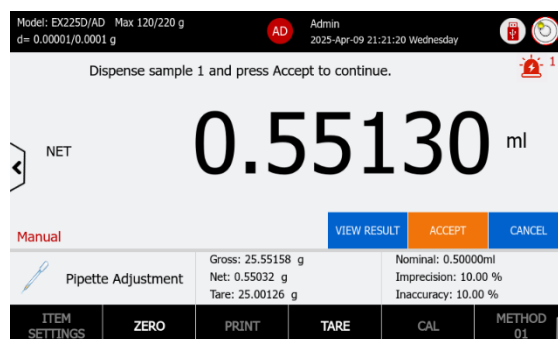 Model: EX225D/AD Max 120/220 g
d= 0.00001/0.0001 g
AD
Admin
2025-Apr-09 21:21:20 Wednesday
Dispense sample 1 and press Accept to continue.
1
NET
0.55130 ml
Manual
VIEW RESULT
ACCEPT
CANCEL
Pipette Adjustment
Gross: 25.55158 g
Net: 0.55032 g
Tare: 25.00126 g
Nominal: 0.50000ml
Imprecision: 10.00 %
Inaccuracy: 10.00 %
ITEM
SETTINGS
ZERO
PRINT
TARE
CAL
METHOD
01